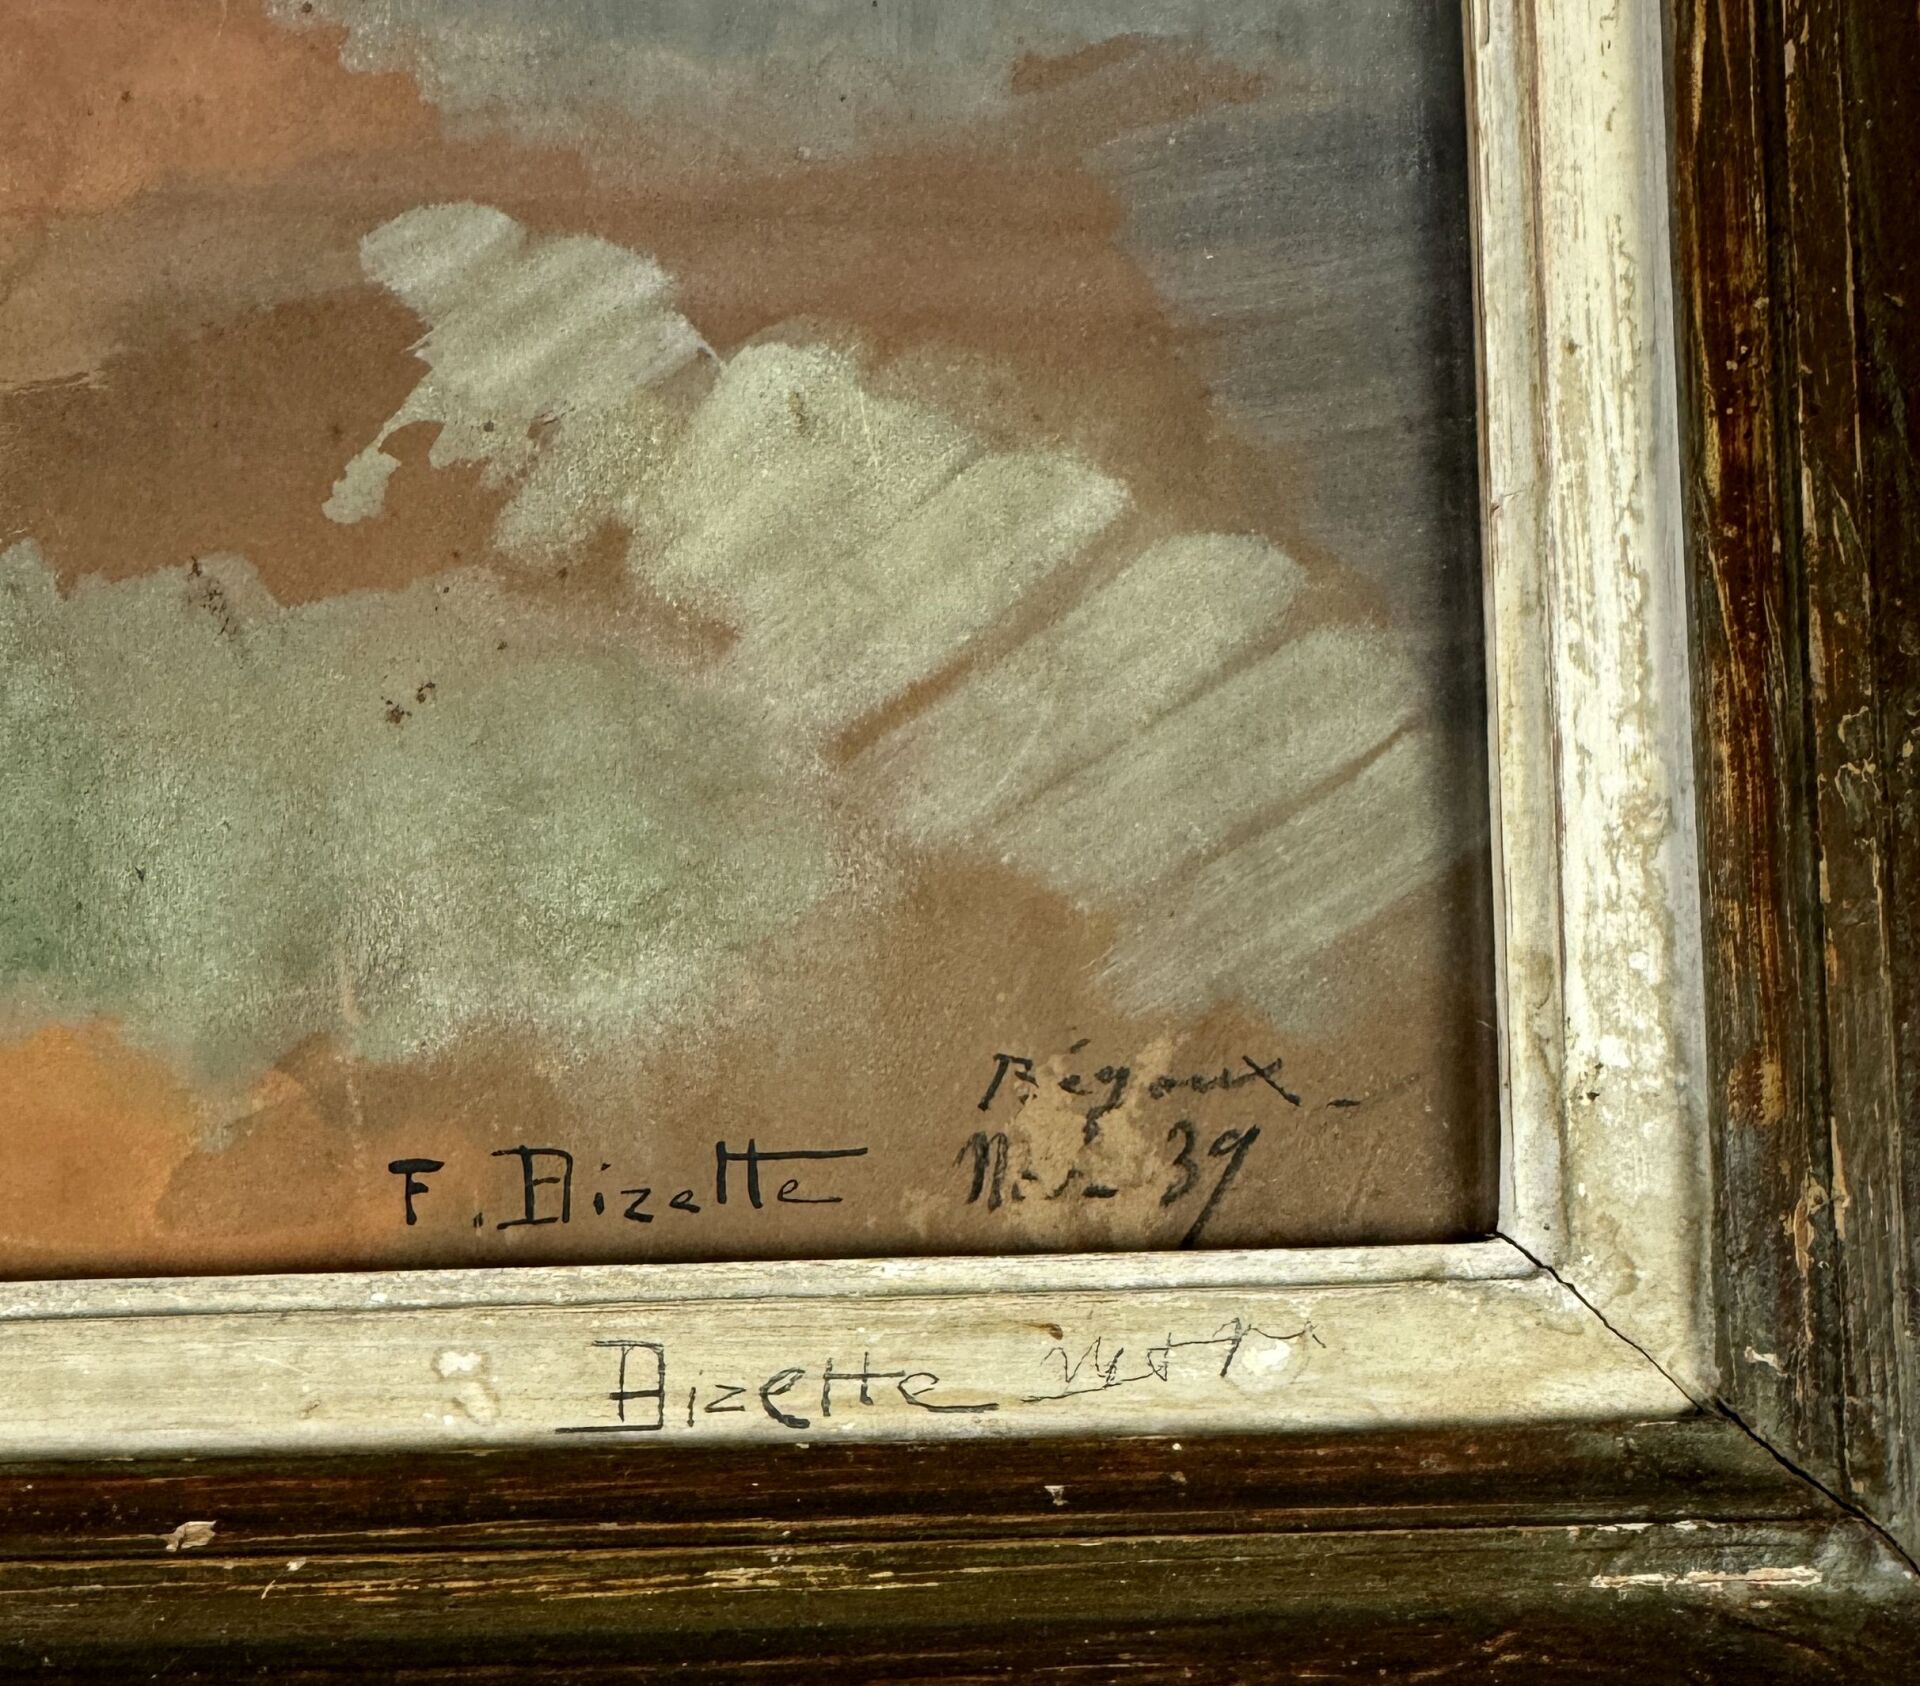 Bégoux -
F. Bizette Nov. 39
Bizette